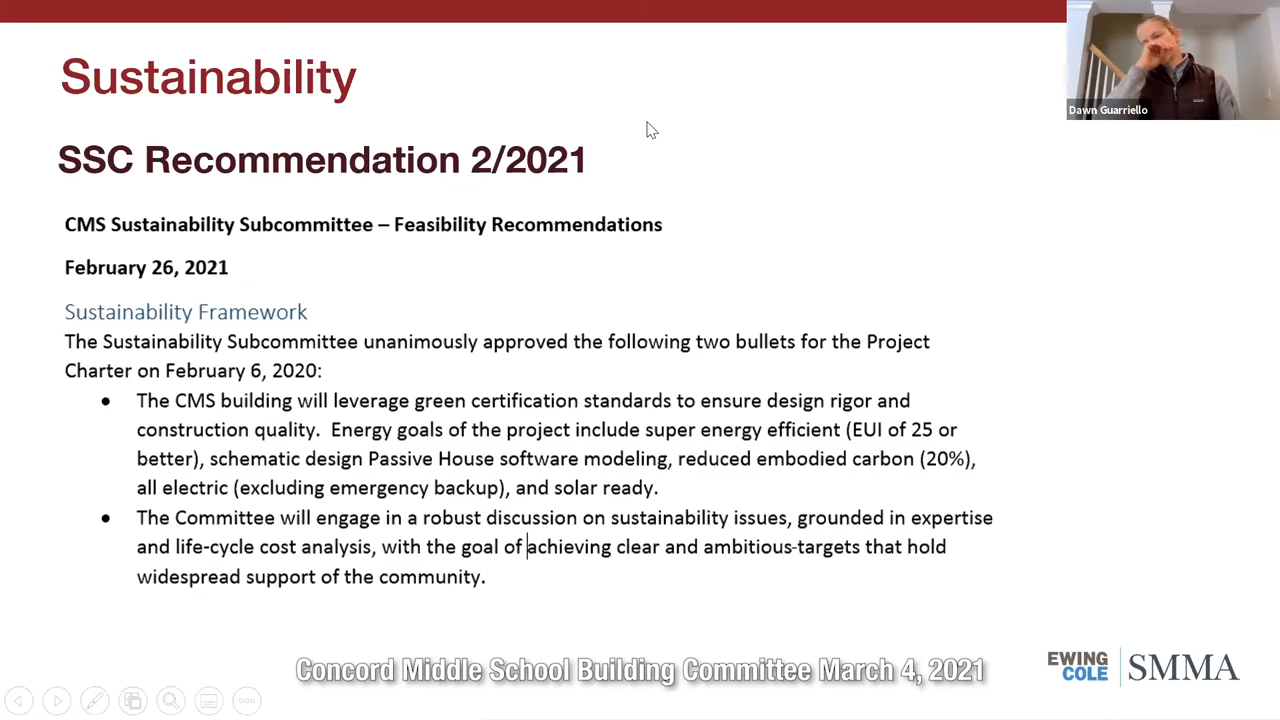 Sustainability
Dawn Guarriello
SSC Recommendation 2/2021
CMS Sustainability Subcommittee – Feasibility Recommendations
February 26, 2021
Sustainability Framework
The Sustainability Subcommittee unanimously approved the following two bullets for the Project
Charter on February 6, 2020:
• The CMS building will leverage green certification standards to ensure design rigor and
construction quality. Energy goals of the project include super energy efficient (EUI of 25 or
better), schematic design Passive House software modeling, reduced embodied carbon (20%),
all electric (excluding emergency backup), and solar ready.
• The Committee will engage in a robust discussion on sustainability issues, grounded in expertise
and life-cycle cost analysis, with the goal of achieving clear and ambitious-targets that hold
widespread support of the community.
Concord Middle School Building Committee March 4, 2021
EWING
COLE
SMMA